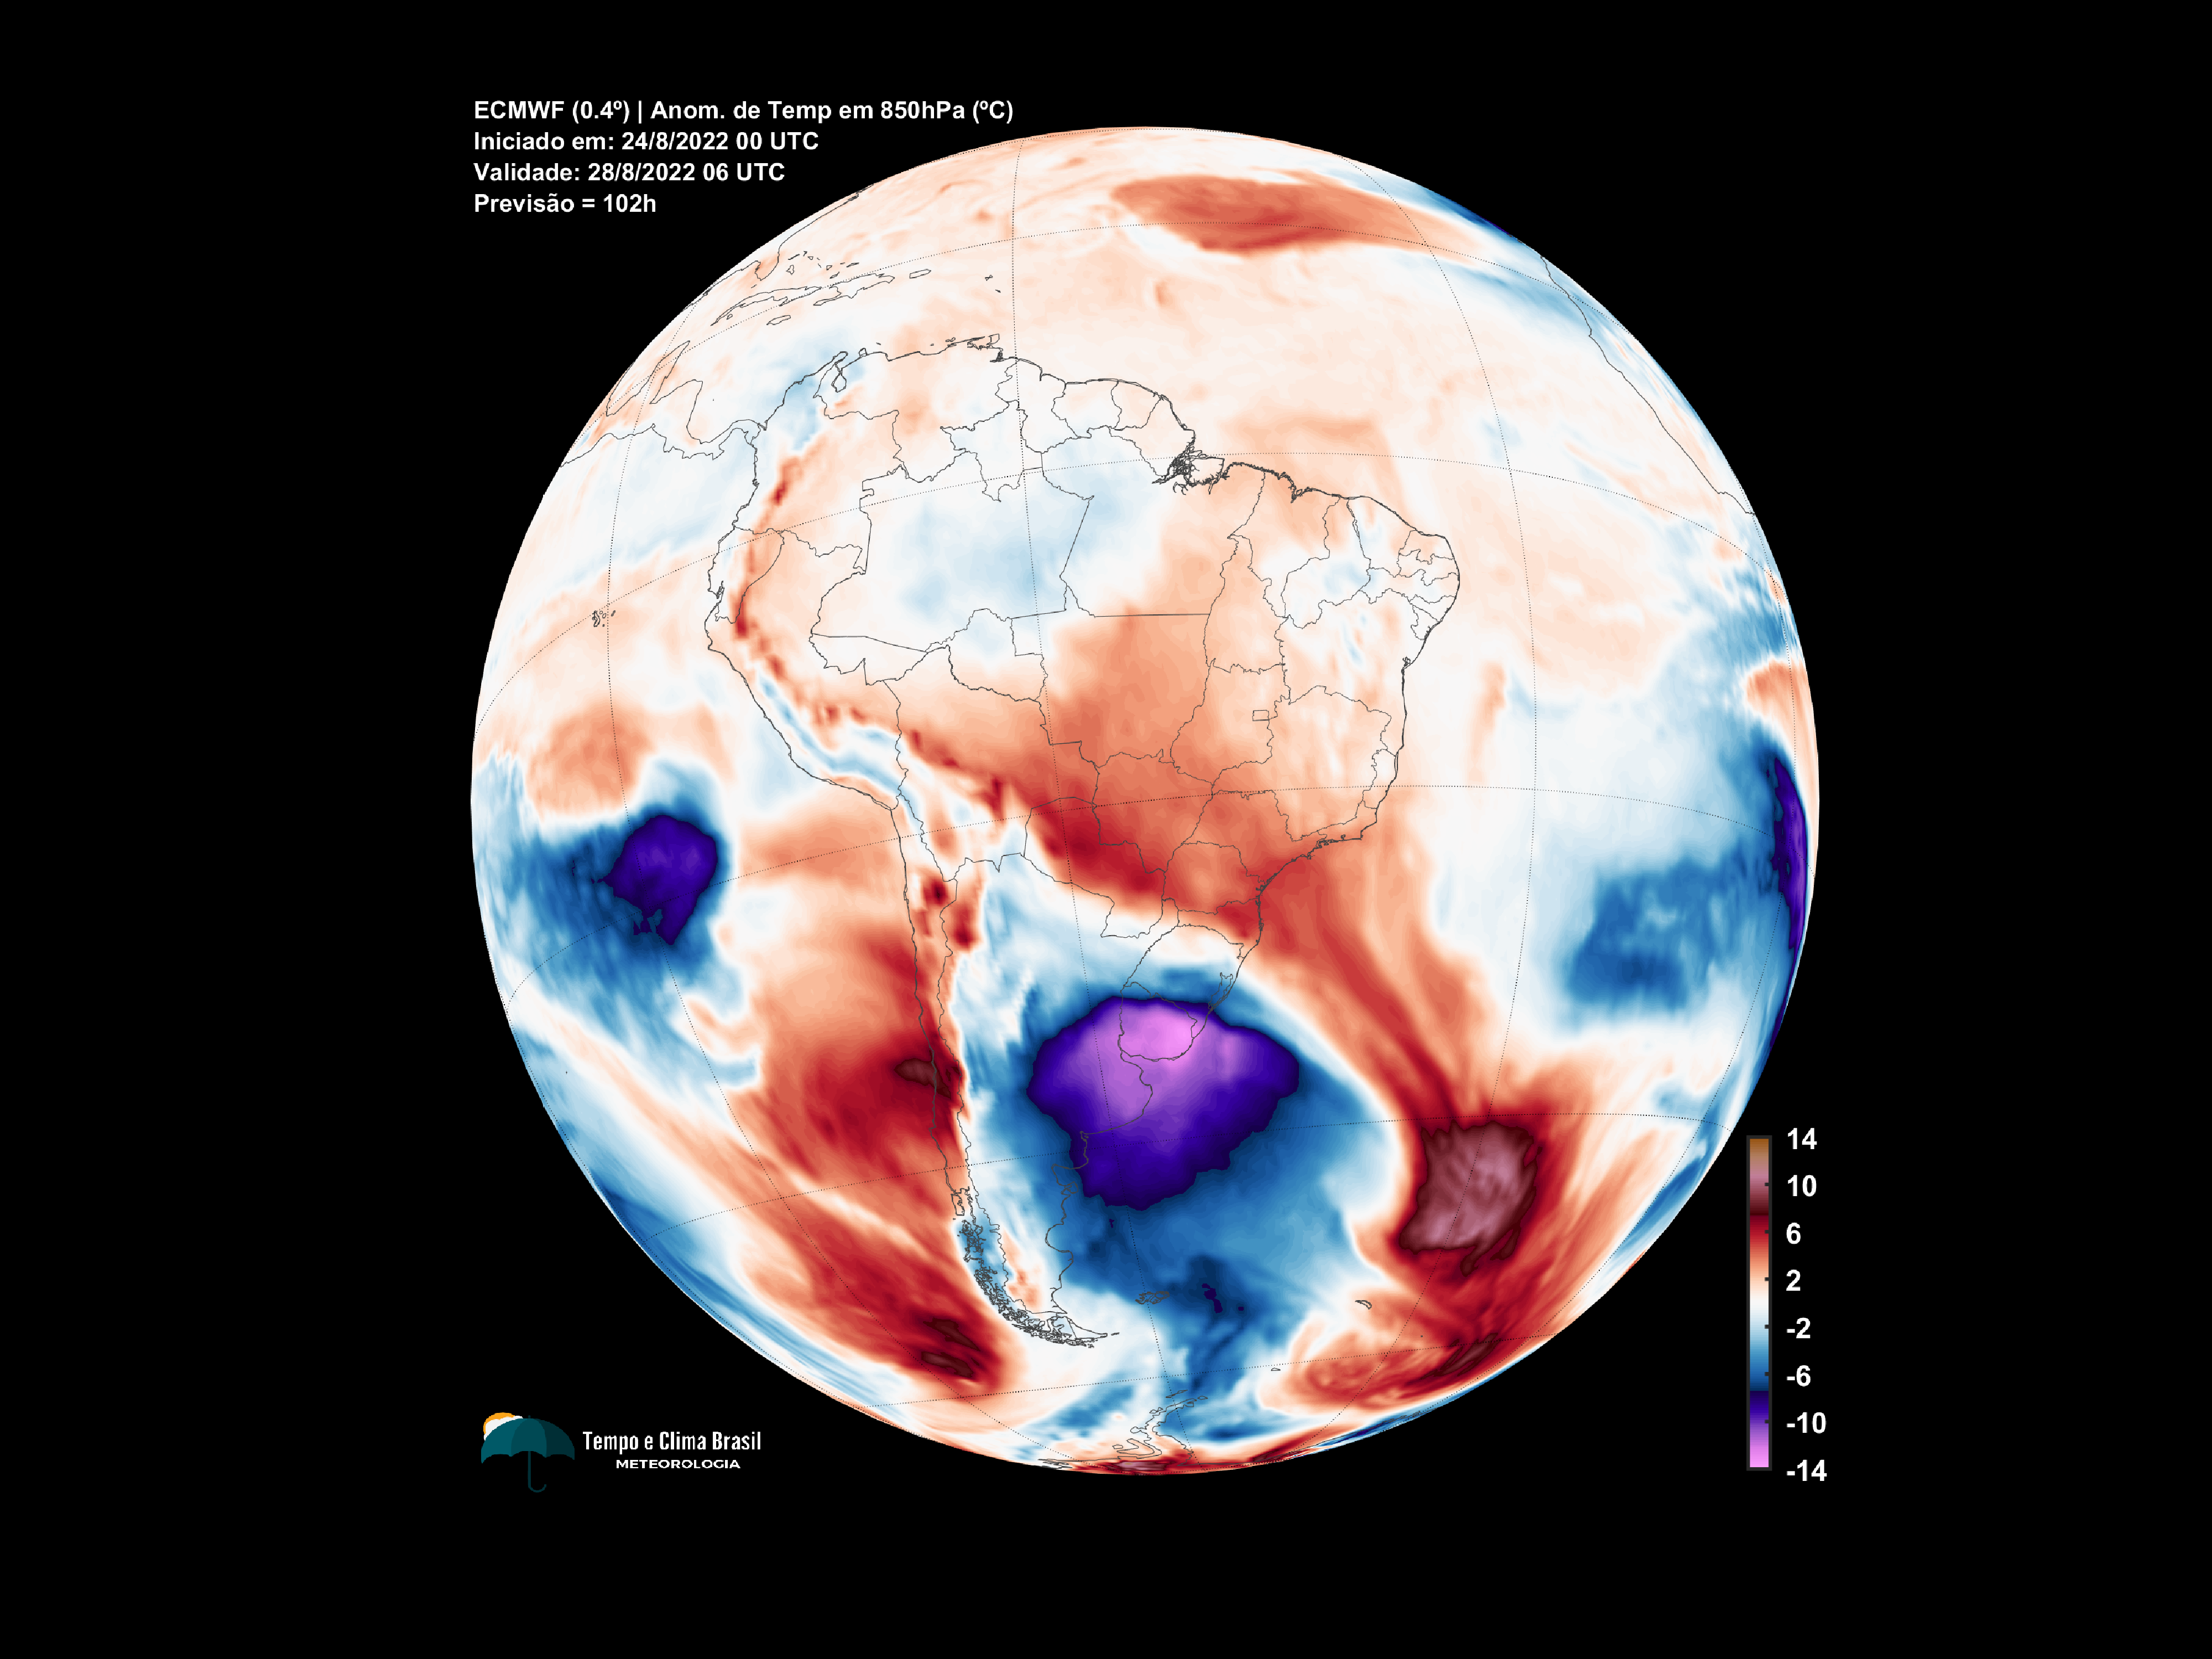 ECMWF (0.4º) | Anom. de Temp em 850hPa (ºC)
Iniciado em: 24/8/2022 00 UTC
Validade: 28/8/2022 06 UTC
Previsão = 102h
14
10
6
2
-2
-6
-10
-14
Tempo e Clima Brasil
METEOROLOGIA